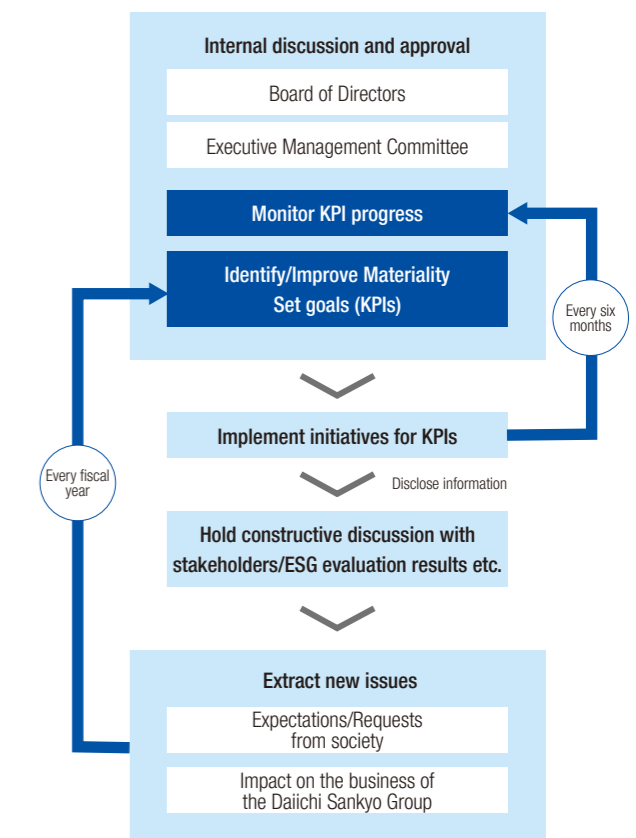 Internal discussion and approval
Board of Directors
Executive Management Committee
Monitor KPI progress
Identify/Improve Materiality
Set goals (KPIs)
Every six
months
Implement initiatives for KPIs
Every fiscal
year
Disclose information
Hold constructive discussion with
stakeholders/ESG evaluation results etc.
Extract new issues
Expectations/Requests
from society
Impact on the business of
the Daiichi Sankyo Group